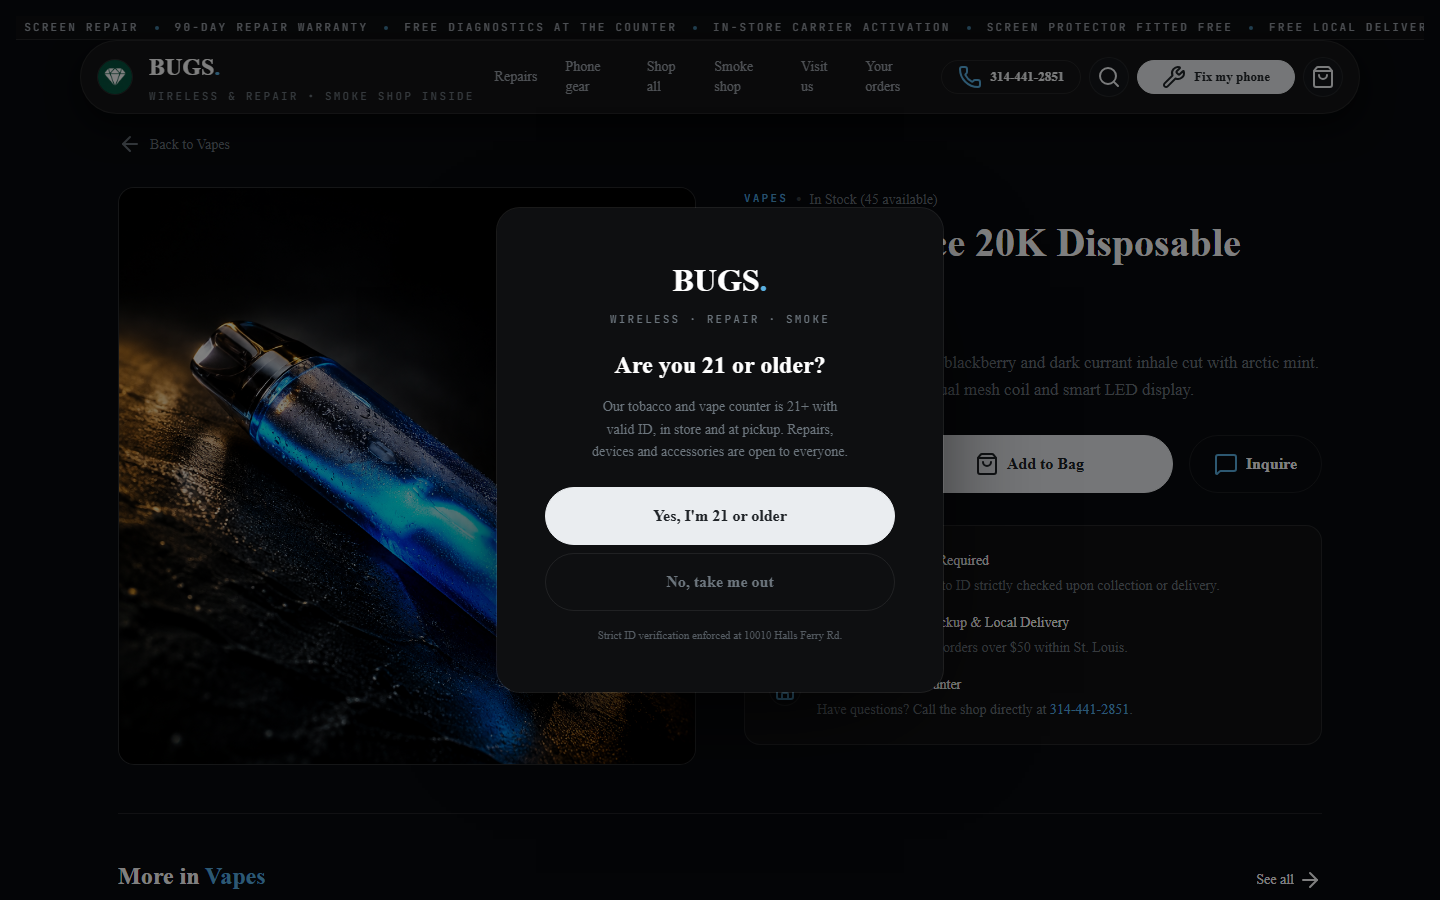 SCREEN REPAIR • 90-DAY REPAIR WARRANTY • FREE DIAGNOSTICS AT THE COUNTER • IN-STORE CARRIER ACTIVATION • SCREEN PROTECTOR FITTED FREE • FREE LOCAL
BUGS.
WIRELESS & REPAIR • SMOKE SHOP INSIDE
Repairs
Phone gear
Shop all
Smoke shop
Visit us
Your orders
314-441-2851
Fix my phone
Back to Vapes
VAPES • In Stock (45 available)
20K Disposable
blackberry and dark currant inhale cut with arctic mint.
mesh coil and smart LED display.
Add to Bag
Inquire
Required
to ID strictly checked upon collection or delivery.
& Local Delivery
orders over $50 within St. Louis.
Have questions? Call the shop directly at 314-441-2851.
BUGS.
WIRELESS · REPAIR · SMOKE
Are you 21 or older?
Our tobacco and vape counter is 21+ with
valid ID, in store and at pickup. Repairs,
devices and accessories are open to everyone.
Yes, I'm 21 or older
No, take me out
Strict ID verification enforced at 10010 Halls Ferry Rd.
More in Vapes
See all